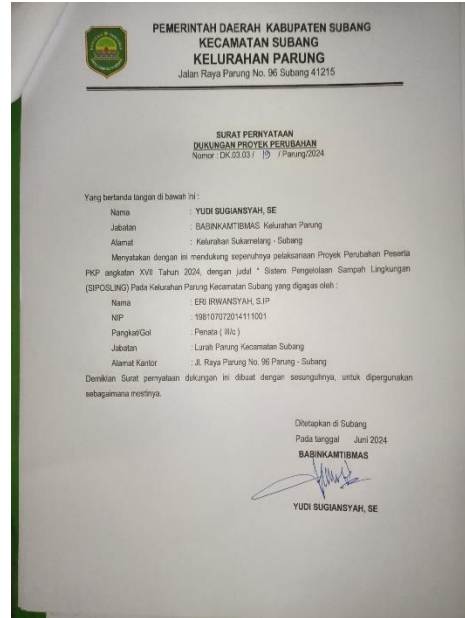 PEMERINTAH DAERAH KABUPATEN SUBANG
KECAMATAN SUBANG
KELURAHAN PARUNG
Jalan Raya Parung No. 96 Subang 41215
SURAT PERNYATAAN
DUKUNGAN PROYEK PERUBAHAN
Nomor : DK.03.03 / 19 / Parung/2024
Yang bertanda tangan di bawah ini :
Nama : YUDI SUGIANSYAH, SE
Jabatan : BABINKAMTIBMAS Kelurahan Parung
Alamat : Kelurahan Sukamelang - Subang
Menyatakan dengan ini mendukung sepenuhnya pelaksanaan Proyek Perubahan Peserta
PKP angkatan XVII Tahun 2024, dengan judul " Sistem Pengelolaan Sampah Lingkungan
(SIPOSLING) Pada Kelurahan Parung Kecamatan Subang yang digagas oleh :
Nama : ERI IRWANSYAH, S.IP
NIP : 198107072014111001
Pangkat/Gol : Penata ( III/c )
Jabatan : Lurah Parung Kecamatan Subang
Alamat Kantor : Jl. Raya Parung No. 96 Parung - Subang
Demikian Surat pernyataan dukungan ini dibuat dengan sesungguhnya, untuk dipergunakan
sebagaimana mestinya.
Ditetapkan di Subang
Pada tanggal Juni 2024
BABINKAMTIBMAS
YUDI SUGIANSYAH, SE